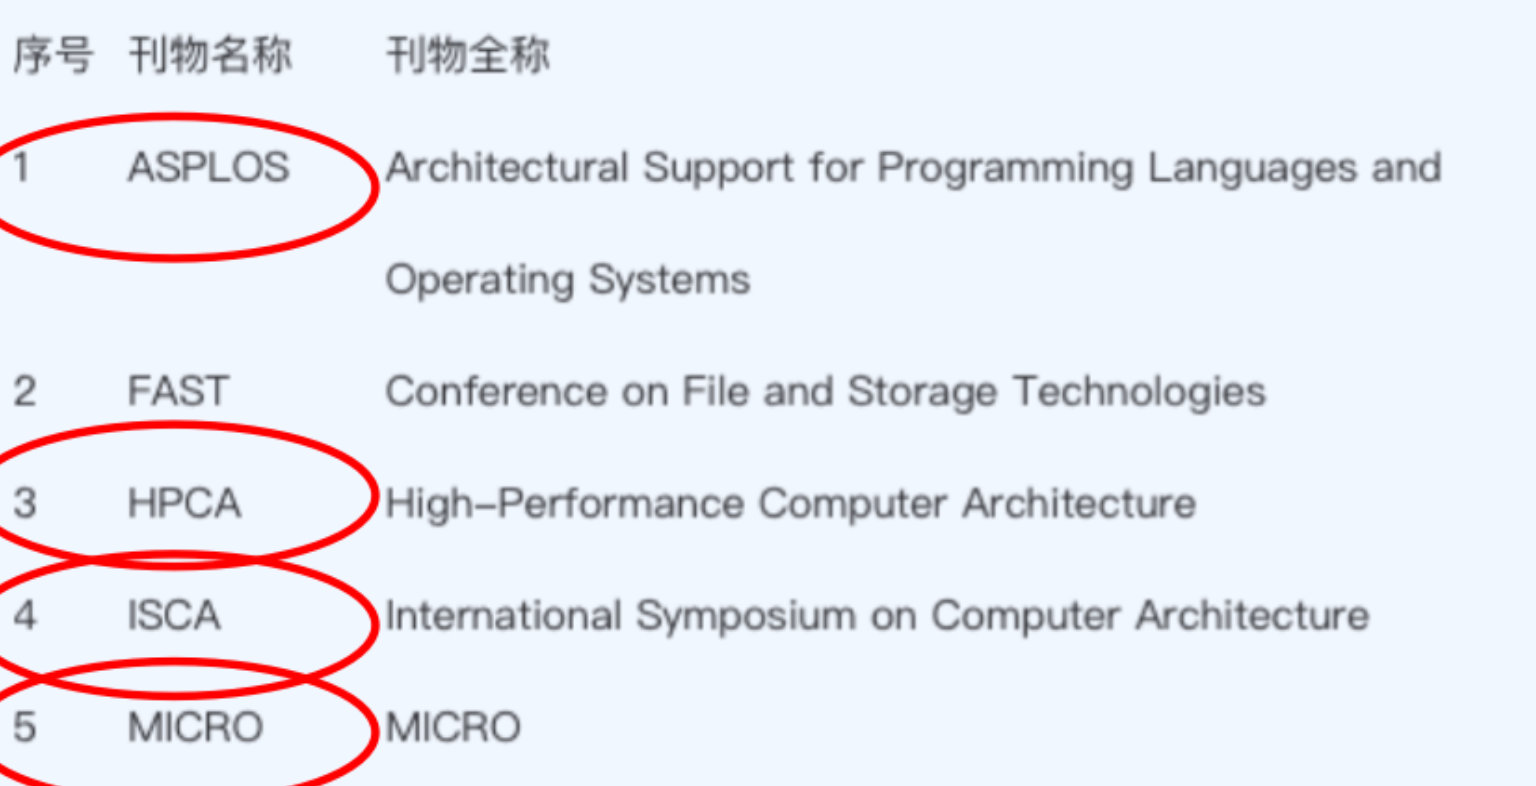 序号 刊物名称 刊物全称
1 ASPLOS Architectural Support for Programming Languages and
Operating Systems
2 FAST Conference on File and Storage Technologies
3 HPCA High–Performance Computer Architecture
4 ISCA International Symposium on Computer Architecture
5 MICRO MICRO